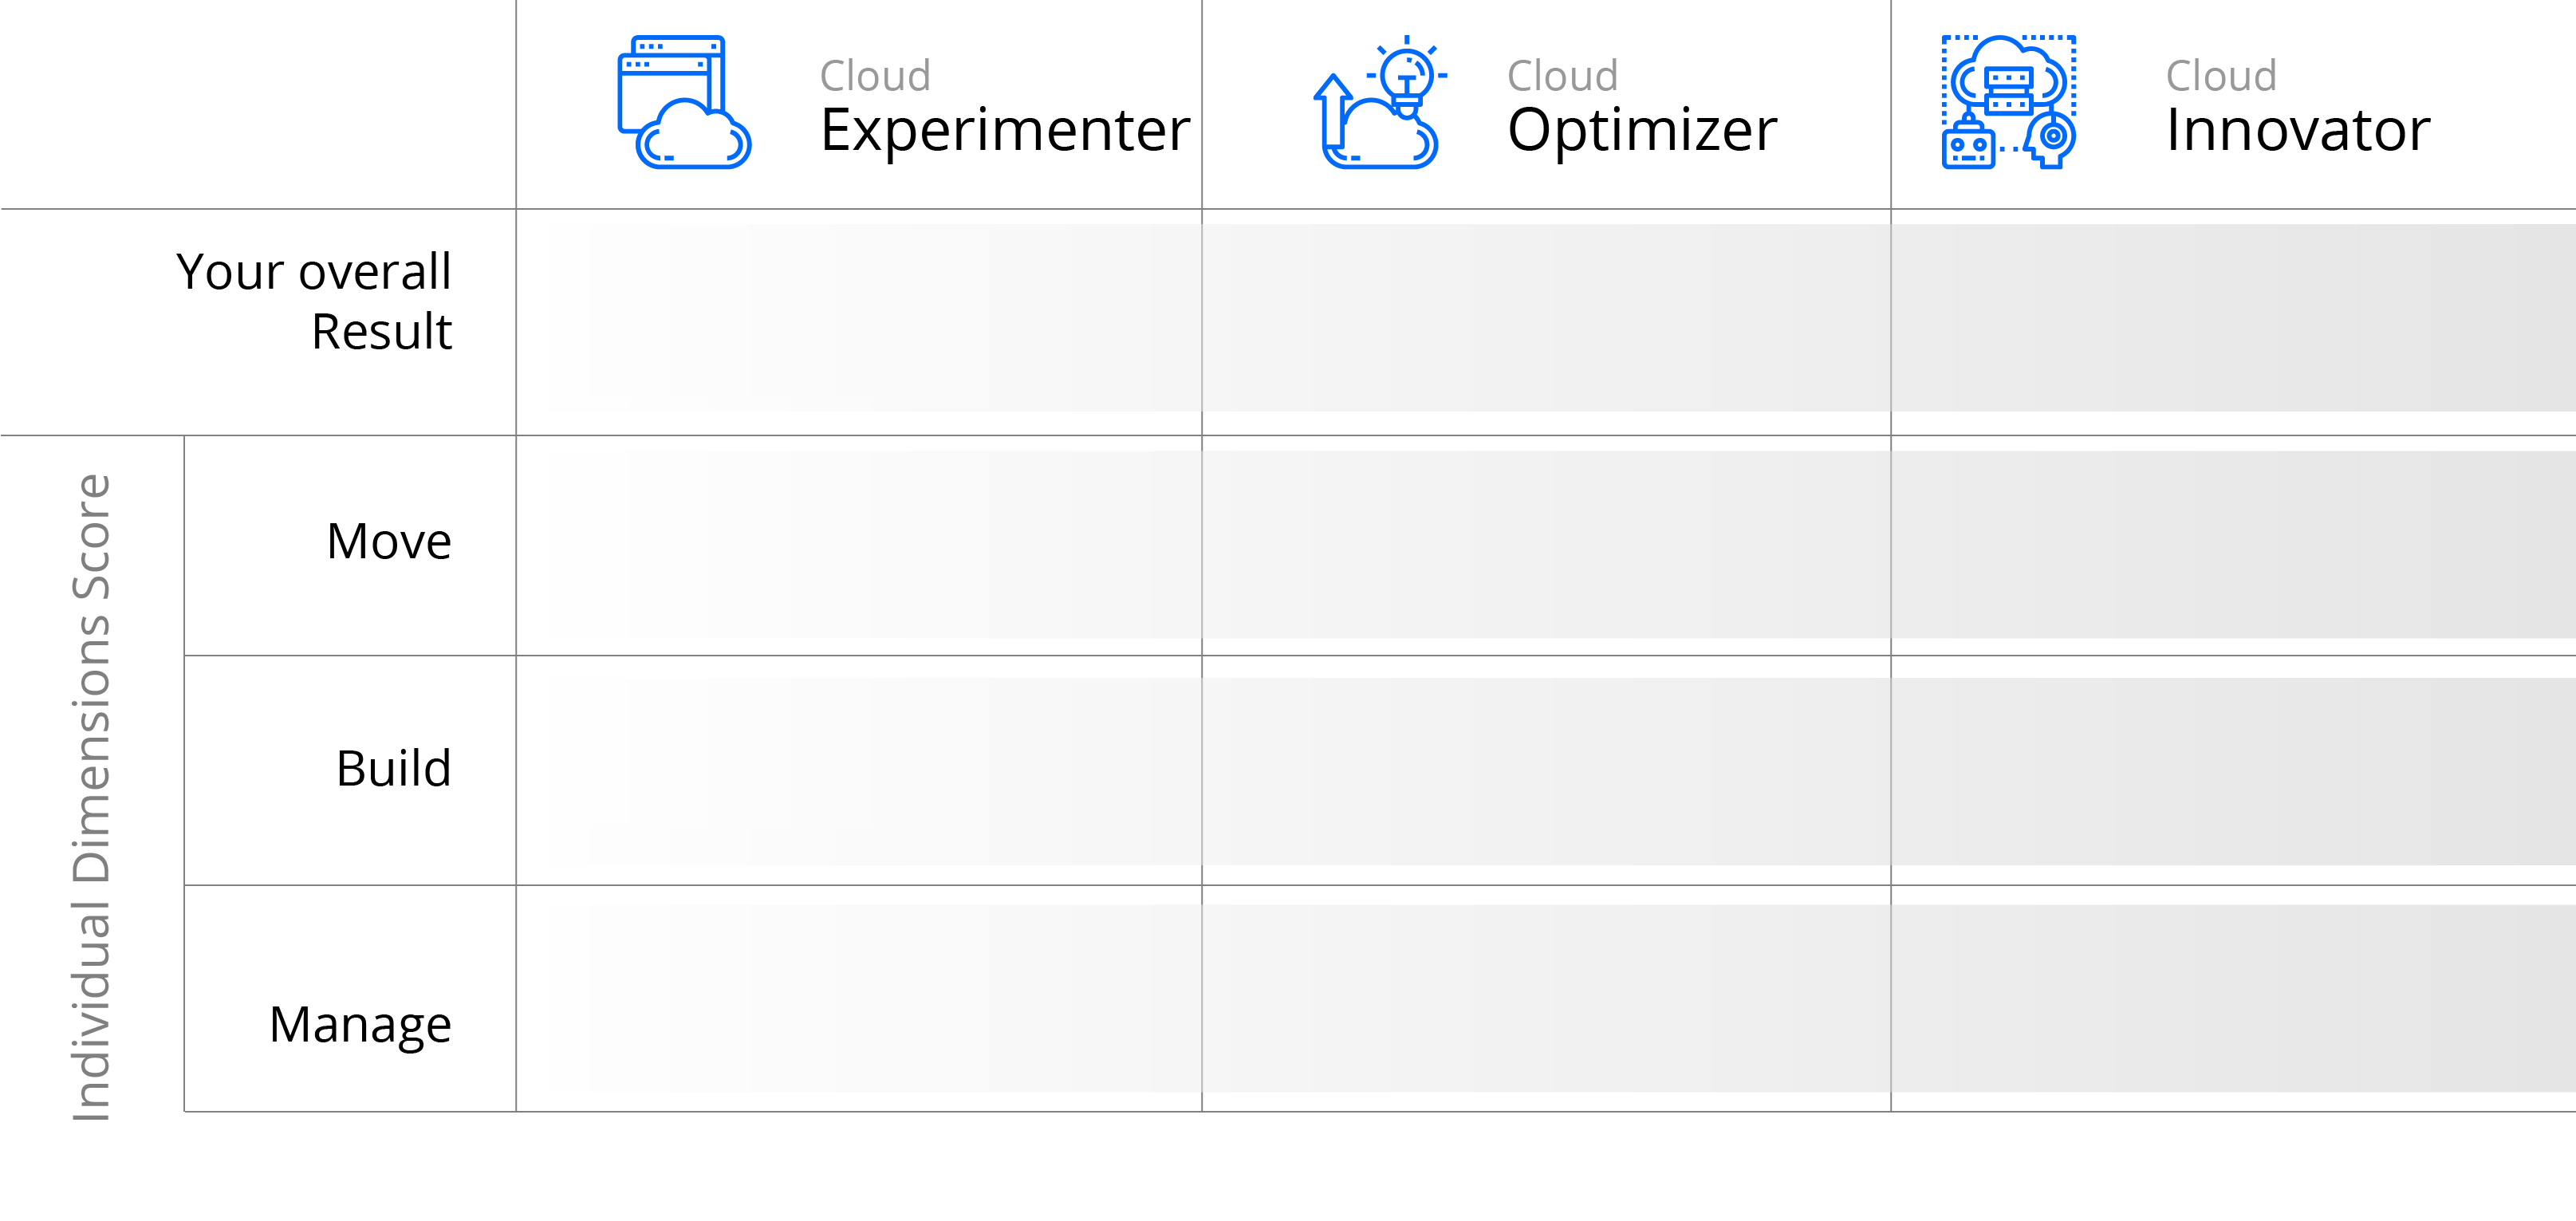 Cloud
Experimenter
Cloud
Optimizer
Cloud
Innovator
Your overall
Result
Individual Dimensions Score
Move
Build
Manage